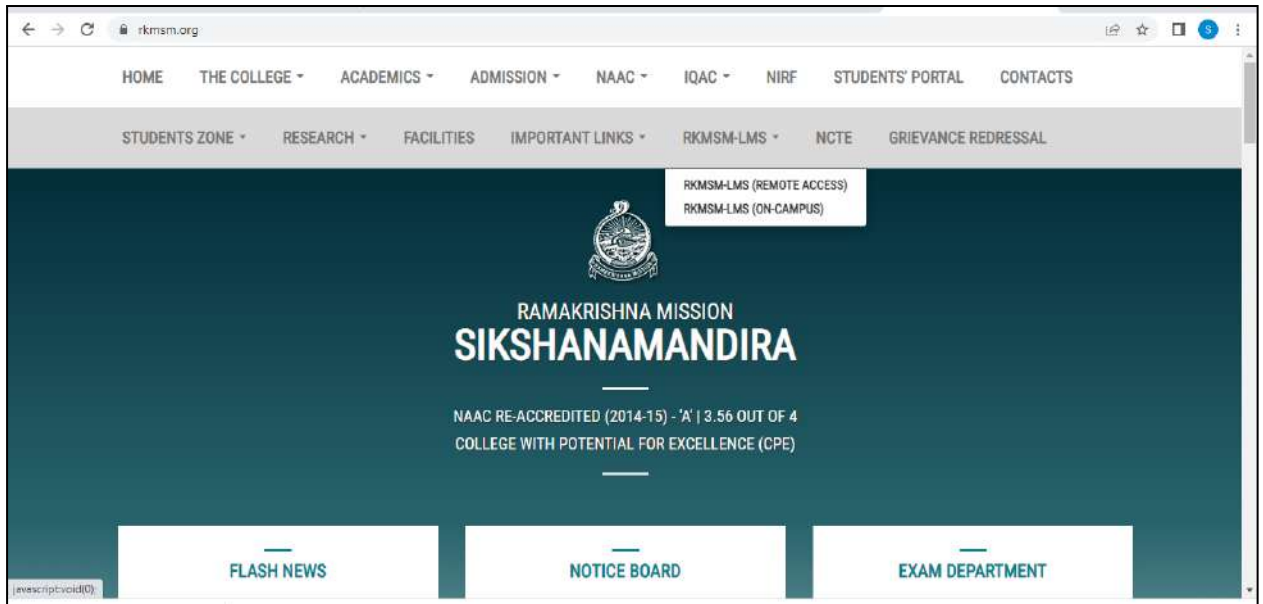 rkmsm.org
S
HOME THE COLLEGE ACADEMICS ADMISSION NAAC IQAC NIRF STUDENTS' PORTAL CONTACTS
STUDENTS ZONE RESEARCH FACILITIES IMPORTANT LINKS RKMSM-LMS NCTE GRIEVANCE REDRESSAL
RKMSM-LMS (REMOTE ACCESS)
RKMSM-LMS (ON-CAMPUS)
RAMAKRISHNA MISSION
SIKSHANAMANDIRA
NAAC RE-ACCREDITED (2014-15) - 'A' | 3.56 OUT OF 4
COLLEGE WITH POTENTIAL FOR EXCELLENCE (CPE)
FLASH NEWS NOTICE BOARD EXAM DEPARTMENT
javascript:void(0);